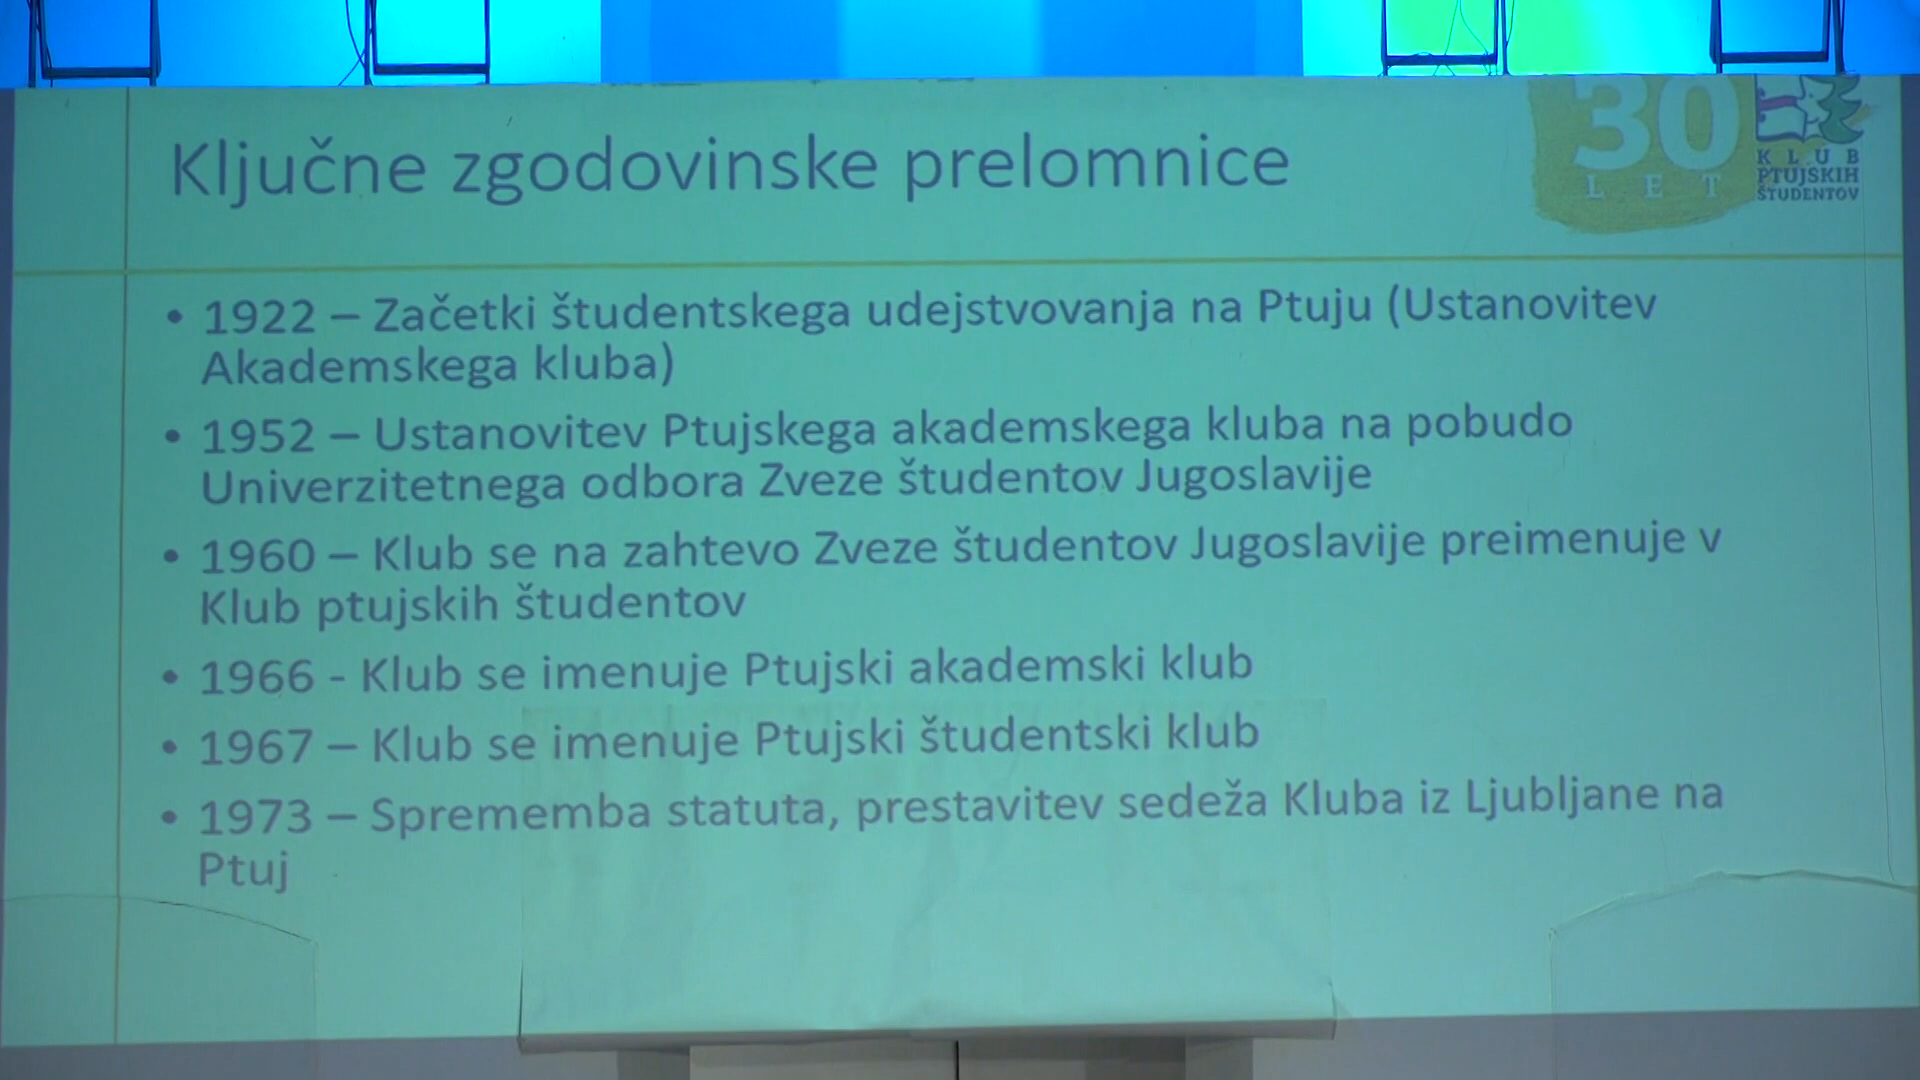 Ključne zgodovinske prelomnice
30
LET
KLUB
PTUJSKIH
ŠTUDENTOV
• 1922 – Začetki študentskega udejstvovanja na Ptuju (Ustanovitev
Akademskega kluba)
• 1952 – Ustanovitev Ptujskega akademskega kluba na pobudo
Univerzitetnega odbora Zveze študentov Jugoslavije
• 1960 – Klub se na zahtevo Zveze študentov Jugoslavije preimenuje v
Klub ptujskih študentov
• 1966 - Klub se imenuje Ptujski akademski klub
• 1967 – Klub se imenuje Ptujski študentski klub
• 1973 – Sprememba statuta, prestavitev sedeža Kluba iz Ljubljane na
Ptuj